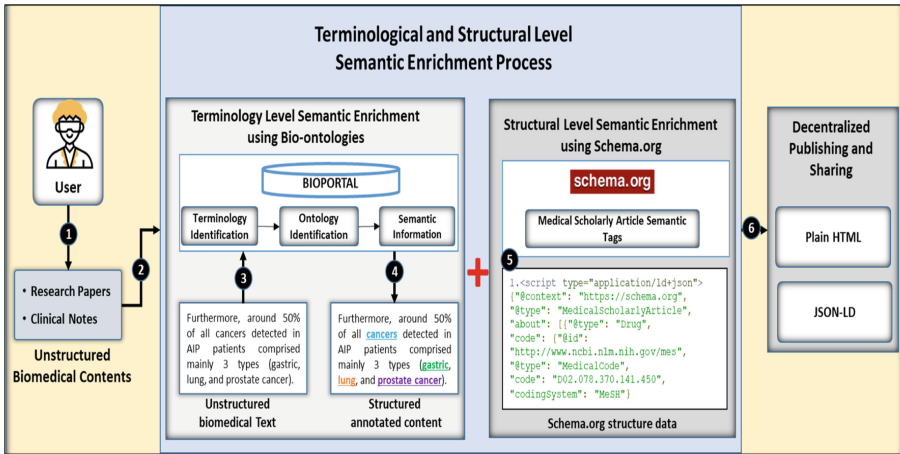 Terminological and Structural Level
Semantic Enrichment Process
User
1
2
• Research Papers
• Clinical Notes
Unstructured
Biomedical Contents
Terminology Level Semantic Enrichment
using Bio-ontologies
BIOPORTAL
Terminology
Identification
Ontology
Identification
Semantic
Information
3
4
Furthermore, around 50%
of all cancers detected in
AIP patients comprised
mainly 3 types (gastric,
lung, and prostate cancer).
Unstructured
biomedical Text
Furthermore, around 50%
of all cancers detected in
AIP patients comprised
mainly 3 types (gastric,
lung, and prostate cancer).
Structured
annotated content
+
Structural Level Semantic Enrichment
using Schema.org
schema.org
Medical Scholarly Article Semantic
Tags
5
1.<script type="application/ld+json">
{"@context": "https://schema.org",
"@type": "MedicalScholarlyArticle",
"about": [{"@type": "Drug",
"code": {"@id":
"http://www.ncbi.nlm.nih.gov/mes",
"@type": "MedicalCode",
"code": "D02.078.370.141.450",
"codingSystem": "MeSH"}
Schema.org structure data
6
Decentralized
Publishing and
Sharing
Plain HTML
JSON-LD